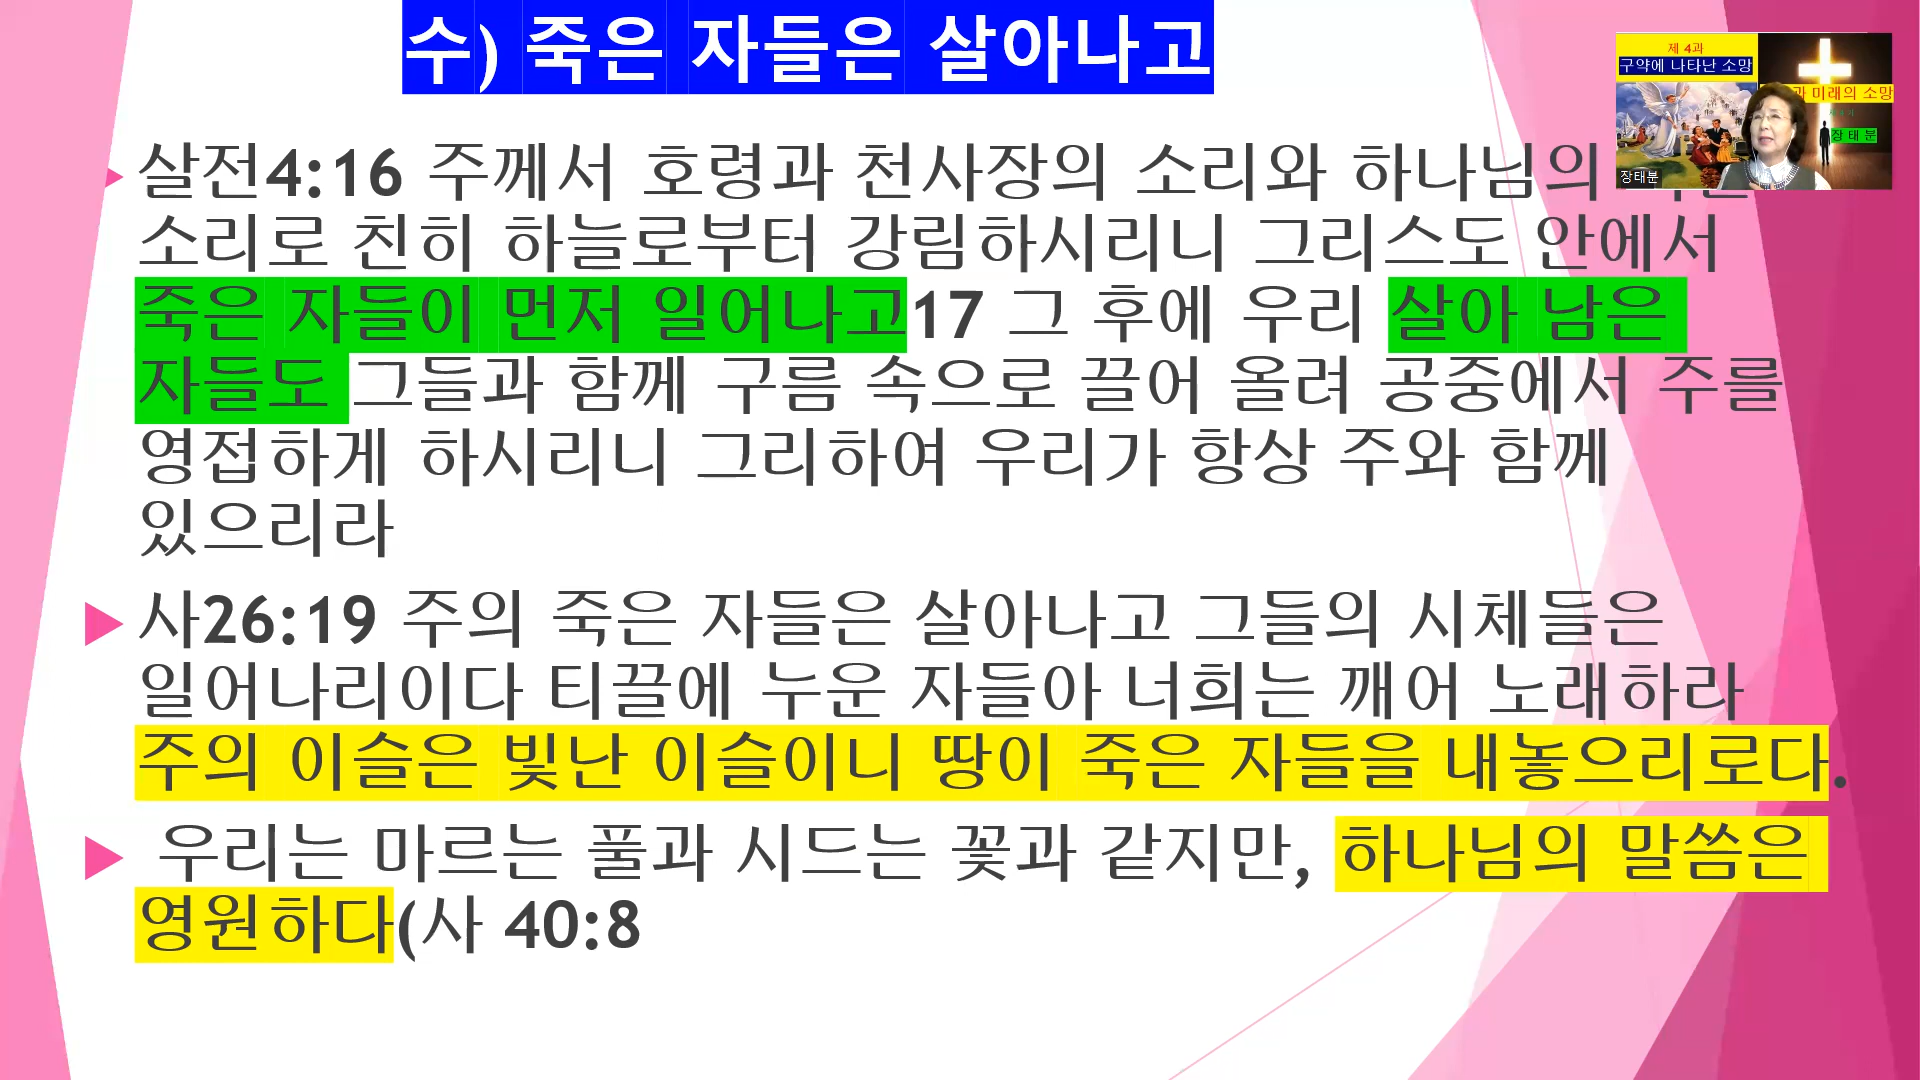 수) 죽은 자들은 살아나고
제 4과
구약에 나타난 소망
과 미래의 소망
장 태 분
장태분
살전4:16 주께서 호령과 천사장의 소리와 하나님의
소리로 친히 하늘로부터 강림하시리니 그리스도 안에서
죽은 자들이 먼저 일어나고17 그 후에 우리 살아 남은
자들도 그들과 함께 구름 속으로 끌어 올려 공중에서 주를
영접하게 하시리니 그리하여 우리가 항상 주와 함께
있으리라
사26:19 주의 죽은 자들은 살아나고 그들의 시체들은
일어나리이다 티끌에 누운 자들아 너희는 깨어 노래하라
주의 이슬은 빛난 이슬이니 땅이 죽은 자들을 내놓으리로다.
우리는 마르는 풀과 시드는 꽃과 같지만, 하나님의 말씀은
영원하다(사 40:8